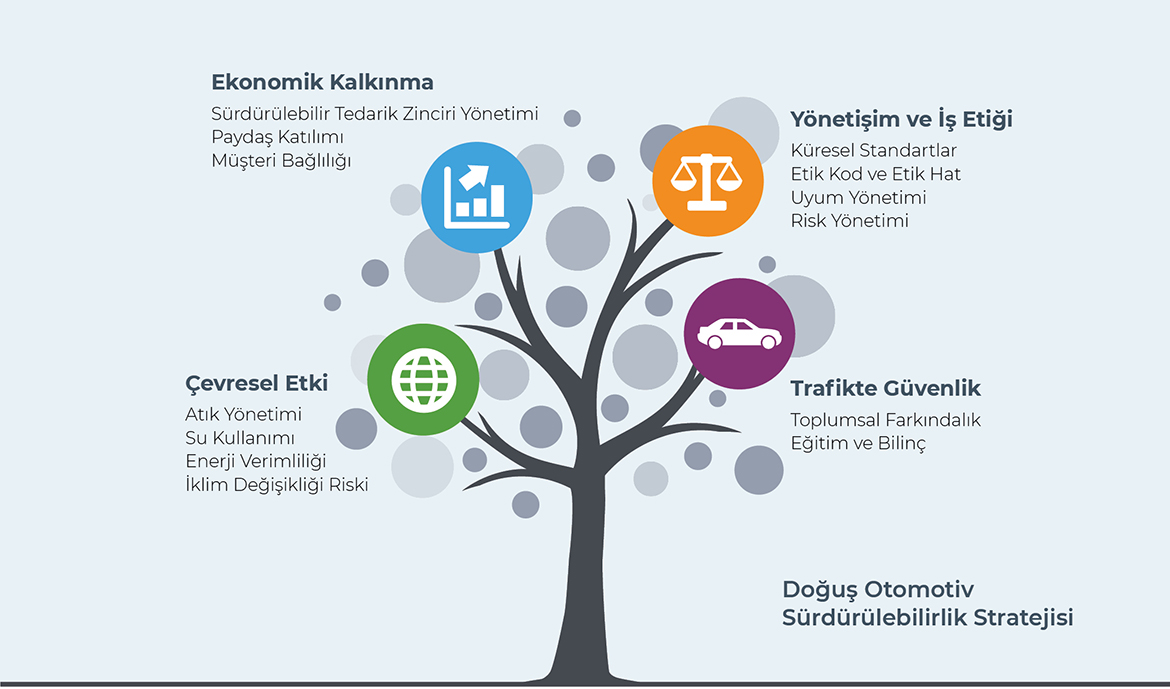 Ekonomik Kalkınma
Sürdürülebilir Tedarik Zinciri Yönetimi
Paydaş Katılımı
Müşteri Bağlılığı
Yönetişim ve İş Etiği
Küresel Standartlar
Etik Kod ve Etik Hat
Uyum Yönetimi
Risk Yönetimi
Çevresel Etki
Atık Yönetimi
Su Kullanımı
Enerji Verimliliği
İklim Değişikliği Riski
Trafikte Güvenlik
Toplumsal Farkındalık
Eğitim ve Bilinç
Doğuş Otomotiv
Sürdürülebilirlik Stratejisi